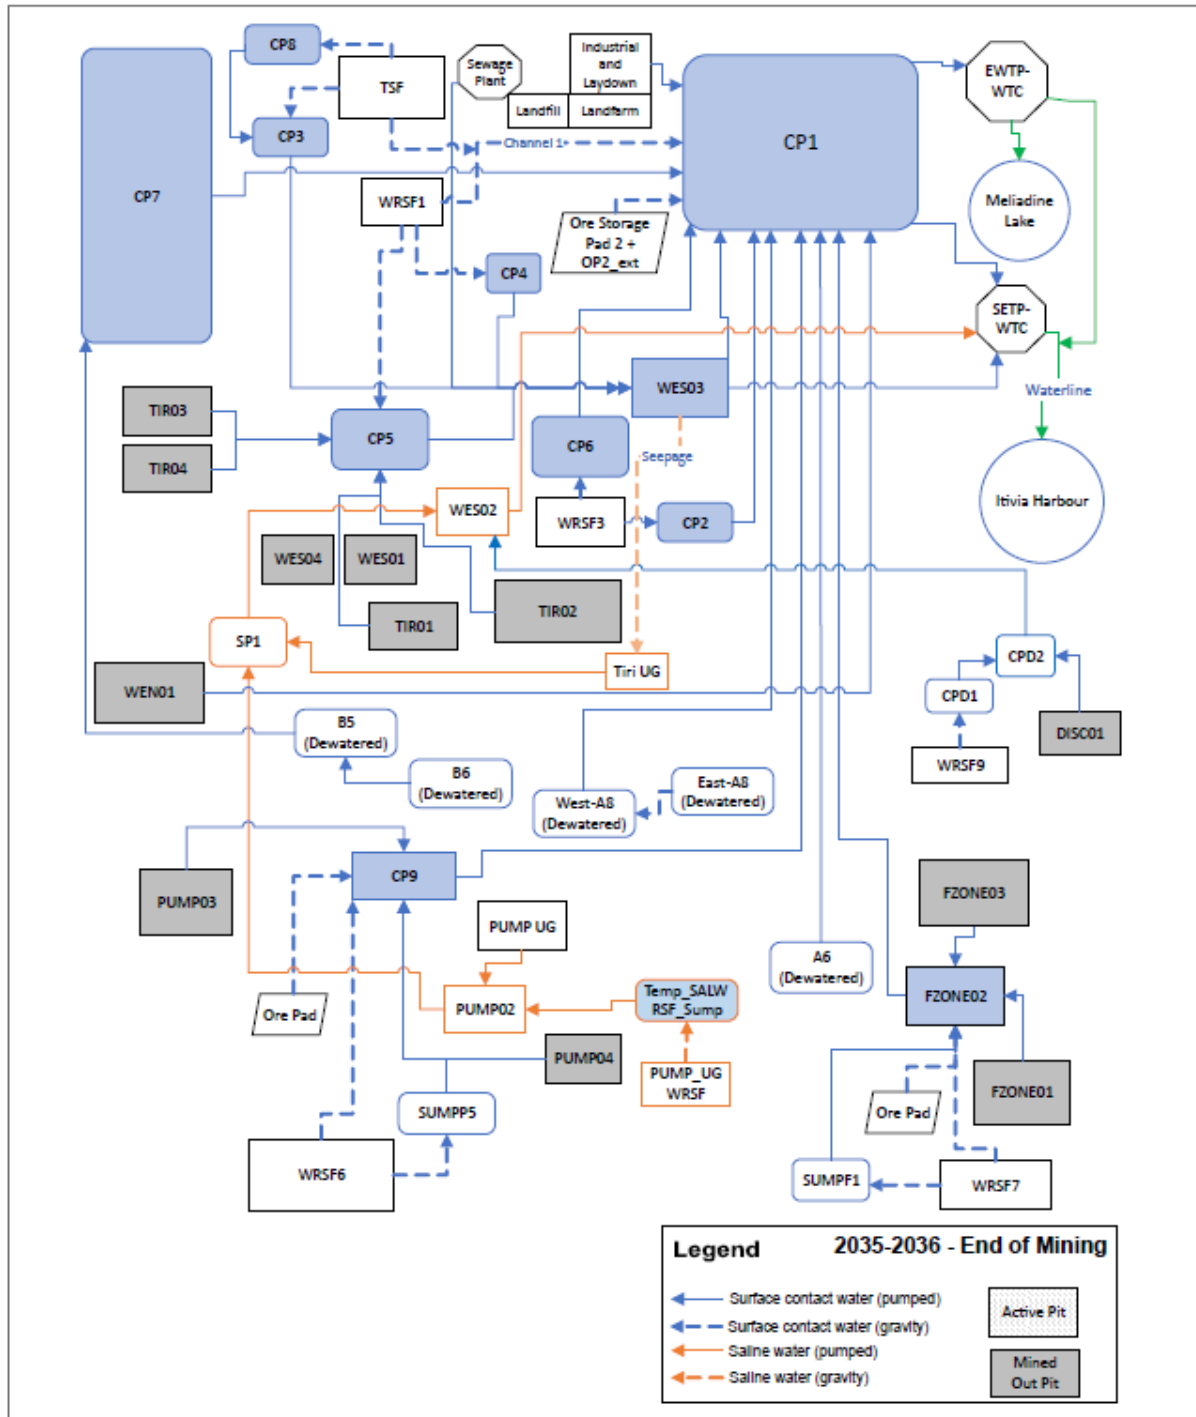 CP8
Sewage
Plant
Industrial
and
Laydown
EWTP-
WTC
TSF
Landfill
Landfarm
CP3
Channel 1
CP1
CP7
WRSF1
Meliadine
Lake
Ore Storage
Pad 2 +
OP2_ext
CP4
SETP-
WTC
WES03
Waterline
TIR03
CP5
CP6
Seepage
TIR04
Itivia Harbour
WES02
WRSF3
CP2
WES04
WES01
TIR02
TIR01
SP1
Tiri UG
CPD2
WEN01
CPD1
B5
(Dewatered)
DISC01
WRSF9
B6
(Dewatered)
East-A8
(Dewatered)
West-A8
(Dewatered)
CP9
PUMP03
FZONE03
PUMP UG
A6
(Dewatered)
Temp_SALW
RSF_Sump
FZONE02
Ore Pad
PUMP02
PUMP04
PUMP_UG
WRSF
FZONE01
Ore Pad
SUMPP5
WRSF6
SUMPF1
WRSF7
Legend
2035-2036 - End of Mining
Surface contact water (pumped)
Surface contact water (gravity)
Saline water (pumped)
Saline water (gravity)
Active Pit
Mined
Out Pit